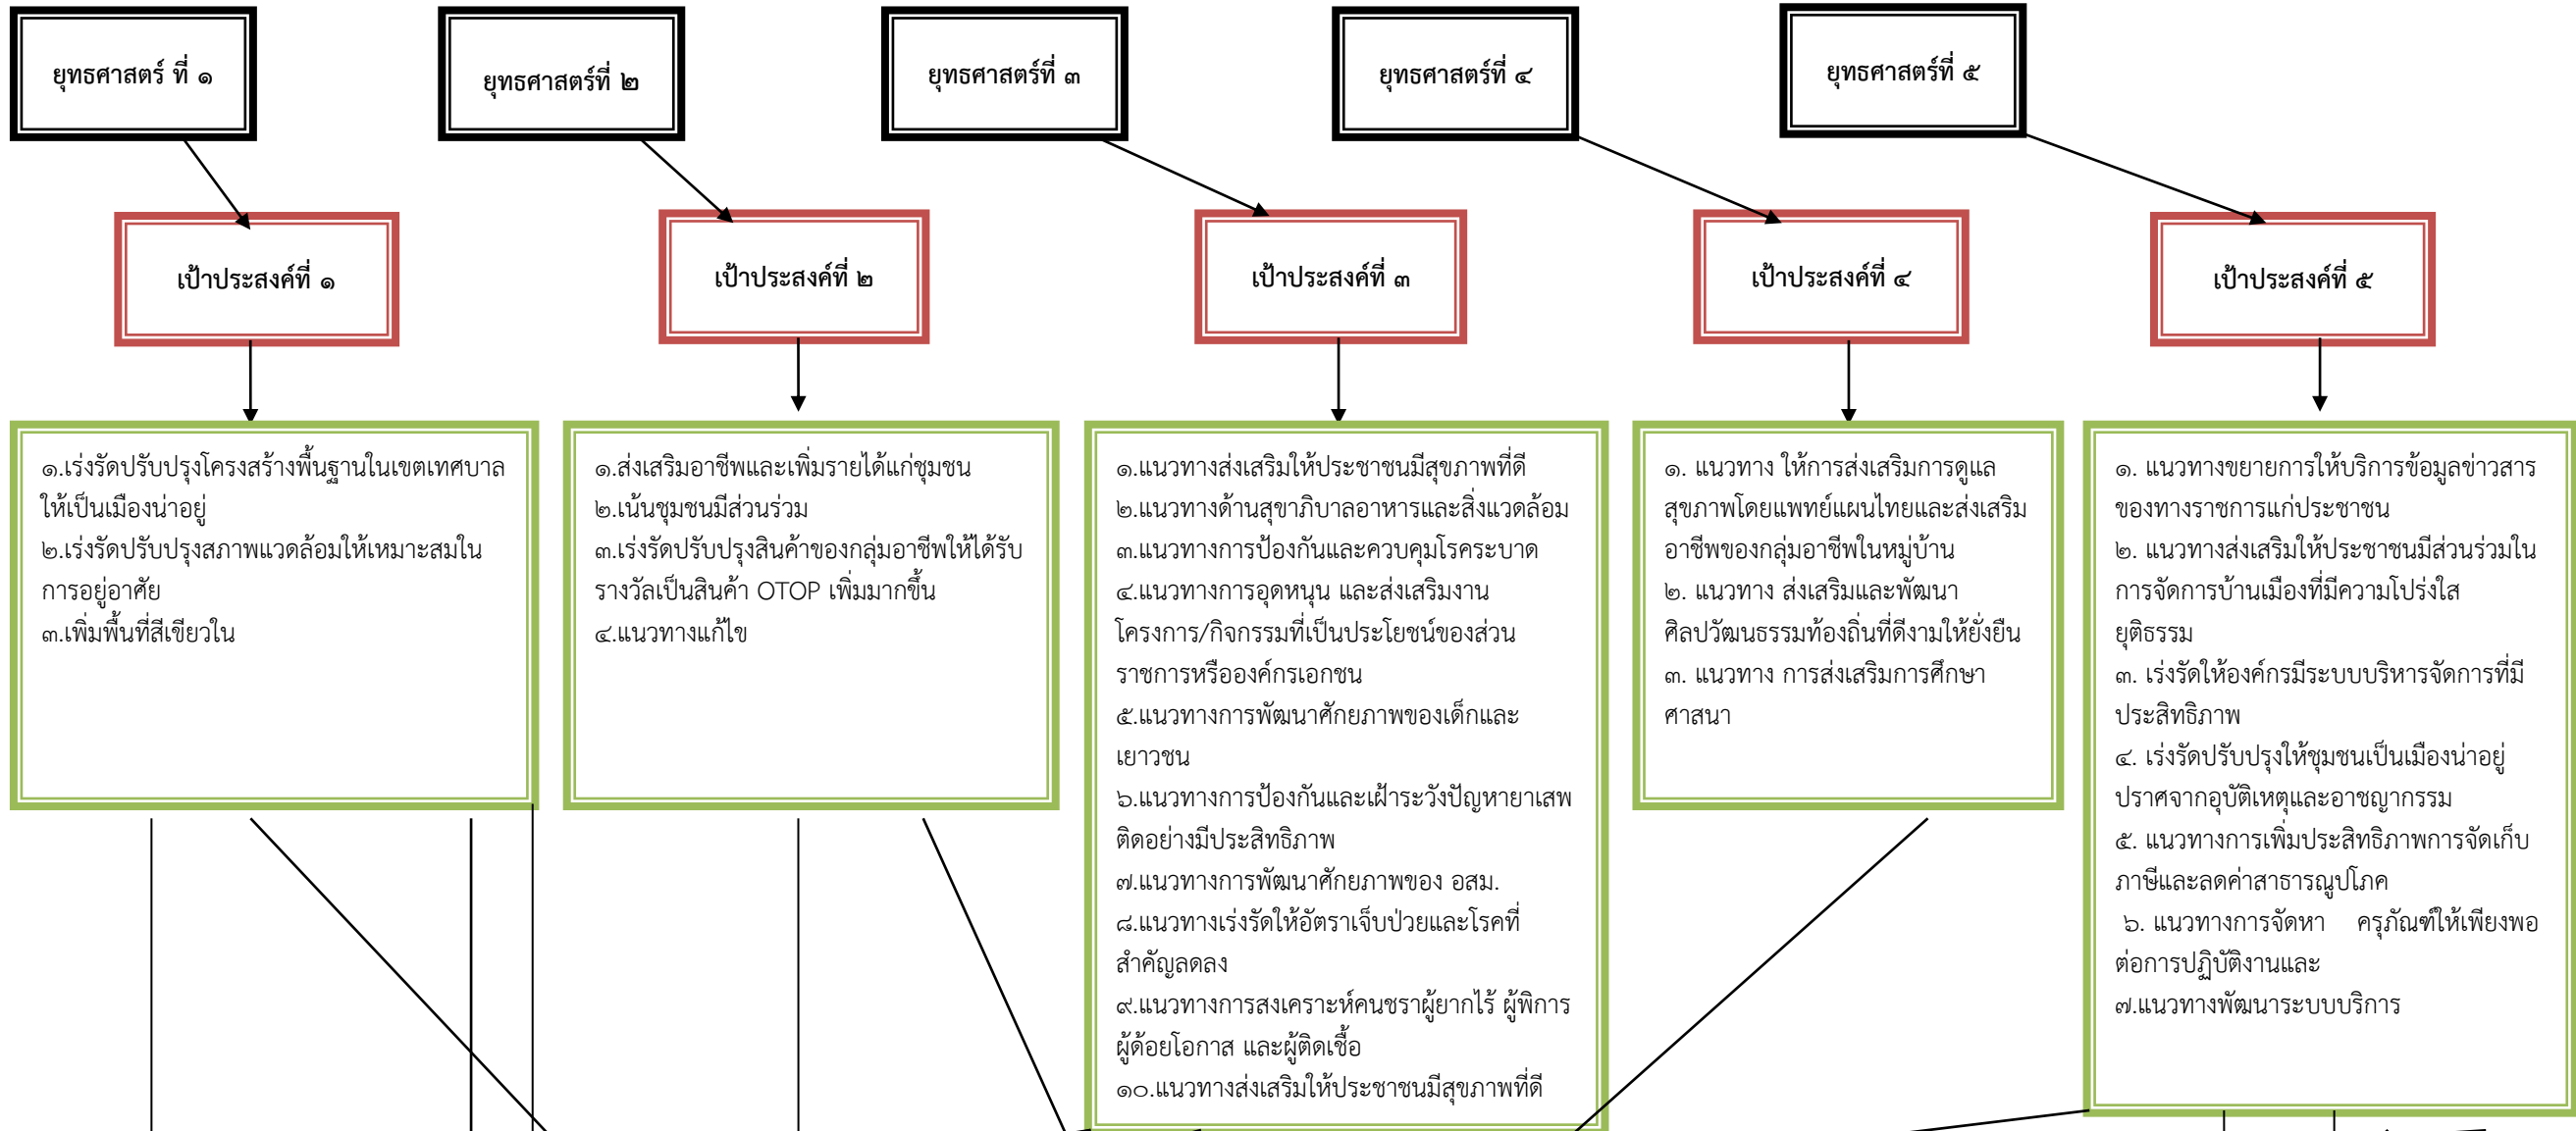 ยุทธศาสตร์ ที่ ๑
ยุทธศาสตร์ที่ ๒
ยุทธศาสตร์ที่ ๓
ยุทธศาสตร์ที่ ๔
ยุทธศาสตร์ที่ ๕
เป้าประสงค์ที่ ๑
เป้าประสงค์ที่ ๒
เป้าประสงค์ที่ ๓
เป้าประสงค์ที่ ๔
เป้าประสงค์ที่ ๕
๑.เร่งรัดปรับปรุงโครงสร้างพื้นฐานในเขตเทศบาล
ให้เป็นเมืองน่าอยู่
๒.เร่งรัดปรับปรุงสภาพแวดล้อมให้เหมาะสมใน
การอยู่อาศัย
๓.เพิ่มพื้นที่สีเขียวใน
๑.ส่งเสริมอาชีพและเพิ่มรายได้แก่ชุมชน
๒.เน้นชุมชนมีส่วนร่วม
๓.เร่งรัดปรับปรุงสินค้าของกลุ่มอาชีพให้ได้รับ
รางวัลเป็นสินค้า OTOP เพิ่มมากขึ้น
๔.แนวทางแก้ไข
๑.แนวทางส่งเสริมให้ประชาชนมีสุขภาพที่ดี
๒.แนวทางด้านสุขาภิบาลอาหารและสิ่งแวดล้อม
๓.แนวทางการป้องกันและควบคุมโรคระบาด
๔.แนวทางการอุดหนุน และส่งเสริมงาน
โครงการ/กิจกรรมที่เป็นประโยชน์ของส่วน
ราชการหรือองค์กรเอกชน
๕.แนวทางการพัฒนาศักยภาพของเด็กและ
เยาวชน
๖.แนวทางการป้องกันและเฝ้าระวังปัญหายาเสพ
ติดอย่างมีประสิทธิภาพ
๗.แนวทางการพัฒนาศักยภาพของ อสม.
๘.แนวทางเร่งรัดให้อัตราเจ็บป่วยและโรคที่
สำคัญลดลง
๙.แนวทางการสงเคราะห์คนชราผู้ยากไร้ ผู้พิการ
ผู้ด้อยโอกาส และผู้ติดเชื้อ
๑๐.แนวทางส่งเสริมให้ประชาชนมีสุขภาพที่ดี
๑. แนวทาง ให้การส่งเสริมการดูแล
สุขภาพโดยแพทย์แผนไทยและส่งเสริม
อาชีพของกลุ่มอาชีพในหมู่บ้าน
๒. แนวทาง ส่งเสริมและพัฒนา
ศิลปวัฒนธรรมท้องถิ่นที่ดีงามให้ยั่งยืน
๓. แนวทาง การส่งเสริมการศึกษา
ศาสนา
๑. แนวทางขยายการให้บริการข้อมูลข่าวสาร
ของทางราชการแก่ประชาชน
๒. แนวทางส่งเสริมให้ประชาชนมีส่วนร่วมใน
การจัดการบ้านเมืองที่มีความโปร่งใส
ยุติธรรม
๓. เร่งรัดให้องค์กรมีระบบบริหารจัดการที่มี
ประสิทธิภาพ
๔. เร่งรัดปรับปรุงให้ชุมชนเป็นเมืองน่าอยู่
ปราศจากอุบัติเหตุและอาชญากรรม
๕. แนวทางการเพิ่มประสิทธิภาพการจัดเก็บ
ภาษีและลดค่าสาธารณูปโภค
๖. แนวทางการจัดหา ครุภัณฑ์ให้เพียงพอ
ต่อการปฏิบัติงานและ
๗.แนวทางพัฒนาระบบบริการ